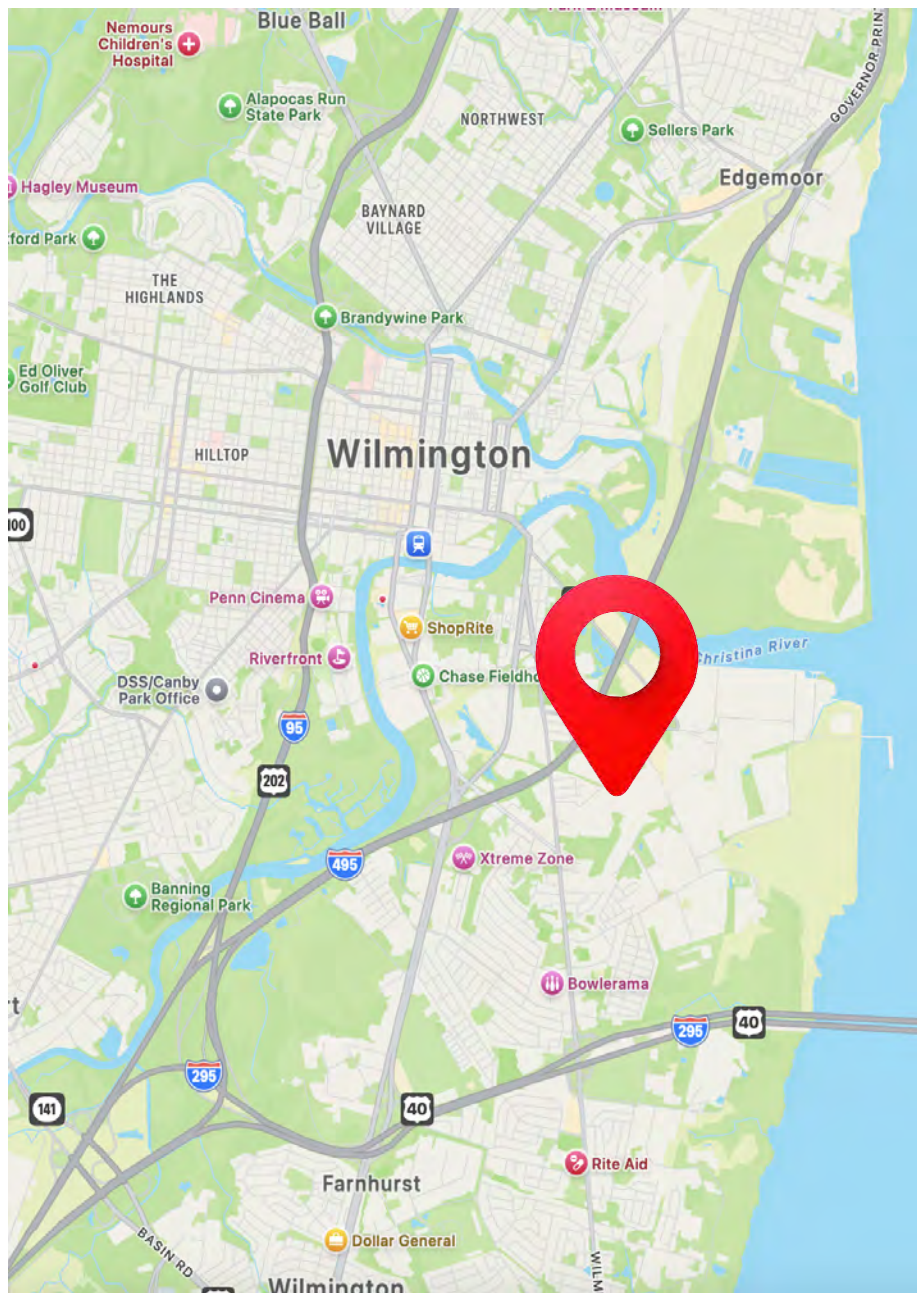 Blue Ball
Nemours
Children's
Hospital
GOVERNOR PRIN
Alapocas Run
State Park
NORTHWEST
Sellers Park
Edgemoor
Hagley Museum
BAYNARD
VILLAGE
ford Park
THE
HIGHLANDS
Brandywine Park
Ed Oliver
Golf Club
Wilmington
HILLTOP
100
Penn Cinema
ShopRite
Riverfront
Christina River
Chase Fieldho
DSS/Canby
Park Office
95
202
495
Xtreme Zone
Banning
Regional Park
Bowlerama
rt
295
40
295
141
40
Rite Aid
Farnhurst
Dollar General
BASIN RD
WILM
Wilmington